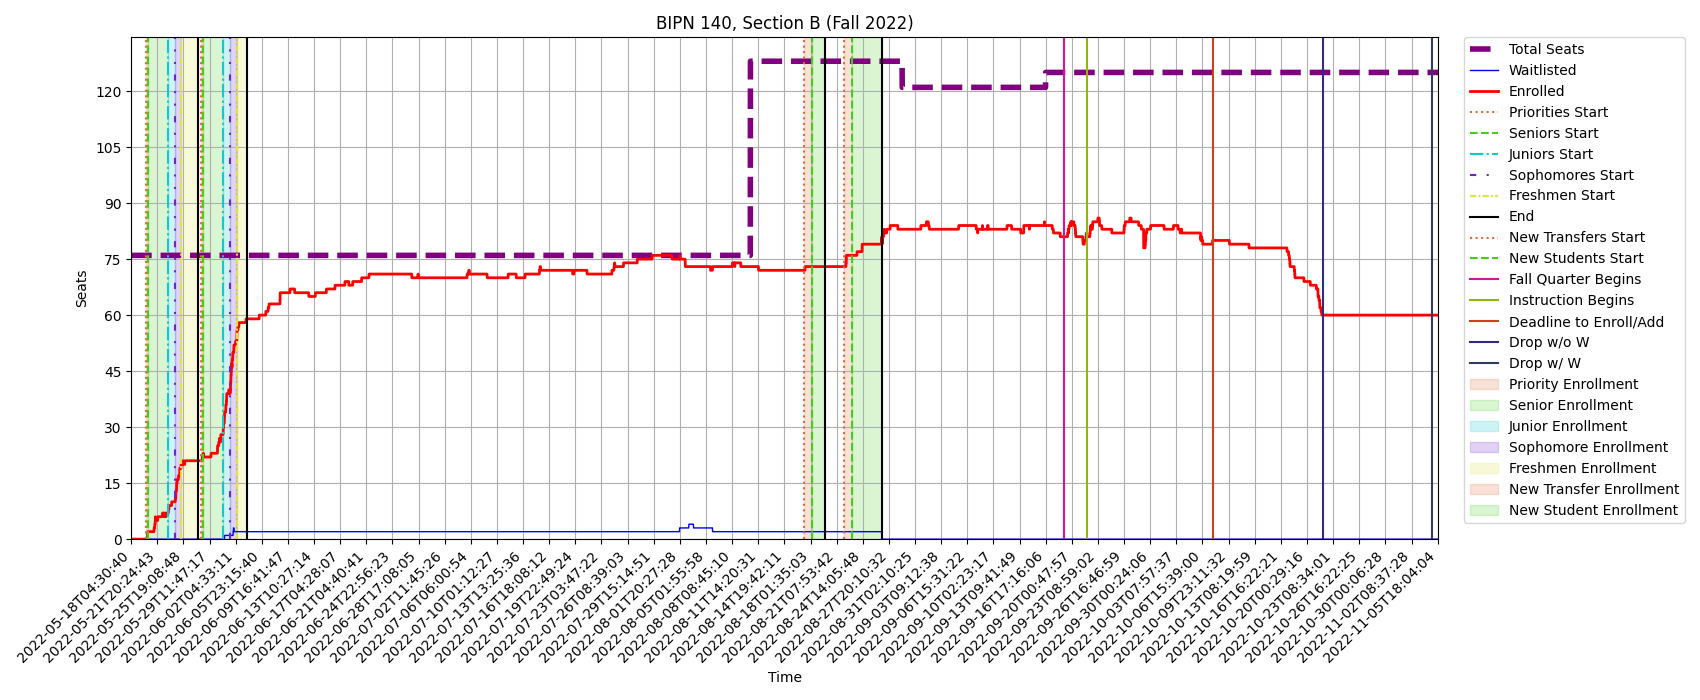 BIPN 140, Section B (Fall 2022)
Seats
120
105
90
75
60
45
30
15
0
2022-05-18T04:30:40
2022-05-21T20:24:43
2022-05-25T19:08:48
2022-05-29T11:47:17
2022-06-02T04:33:11
2022-06-05T23:15:40
2022-06-09T16:41:47
2022-06-13T10:27:14
2022-06-17T04:28:07
2022-06-21T04:40:41
2022-06-24T22:56:23
2022-06-28T17:08:05
2022-07-02T11:45:26
2022-07-06T06:00:54
2022-07-10T01:12:27
2022-07-13T13:25:36
2022-07-16T18:08:12
2022-07-19T22:49:24
2022-07-23T03:47:22
2022-07-26T08:39:03
2022-07-29T15:14:51
2022-08-01T20:27:28
2022-08-05T01:55:58
2022-08-08T08:45:10
2022-08-11T14:20:31
2022-08-14T19:42:11
2022-08-18T01:35:03
2022-08-21T07:53:42
2022-08-24T14:05:48
2022-08-27T20:10:32
2022-08-31T02:10:25
2022-09-03T09:12:38
2022-09-06T15:31:22
2022-09-10T02:23:17
2022-09-13T09:41:49
2022-09-16T17:16:06
2022-09-20T00:47:57
2022-09-23T08:59:02
2022-09-26T16:46:59
2022-09-30T00:24:06
2022-10-03T07:57:37
2022-10-06T15:39:00
2022-10-09T23:11:32
2022-10-13T08:19:59
2022-10-16T16:22:21
2022-10-20T00:29:16
2022-10-23T08:34:01
2022-10-26T16:22:25
2022-10-30T00:06:28
2022-11-02T08:37:28
2022-11-05T18:04:04
Time
Total Seats
Waitlisted
Enrolled
Priorities Start
Seniors Start
Juniors Start
Sophomores Start
Freshmen Start
End
New Transfers Start
New Students Start
Fall Quarter Begins
Instruction Begins
Deadline to Enroll/Add
Drop w/o W
Drop w/ W
Priority Enrollment
Senior Enrollment
Junior Enrollment
Sophomore Enrollment
Freshmen Enrollment
New Transfer Enrollment
New Student Enrollment